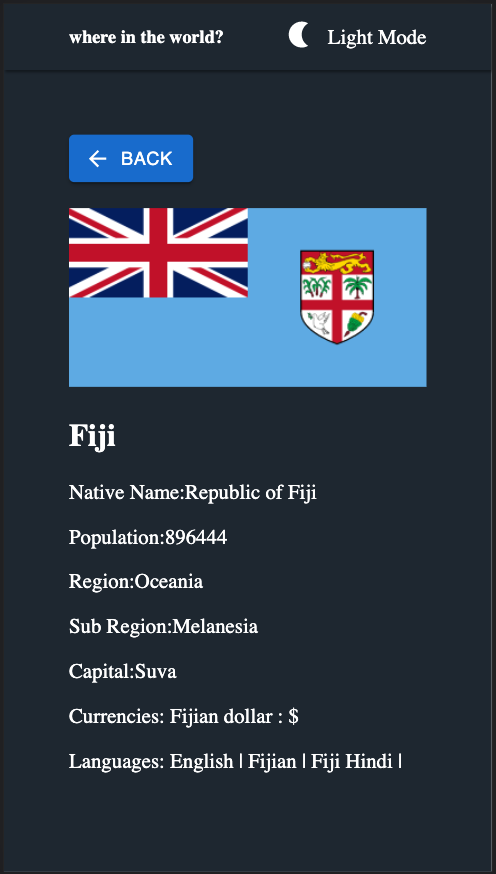 where in the world?
Light Mode
BACK
Fiji
Native Name:Republic of Fiji
Population:896444
Region:Oceania
Sub Region:Melanesia
Capital:Suva
Currencies: Fijian dollar : $
Languages: English | Fijian | Fiji Hindi |